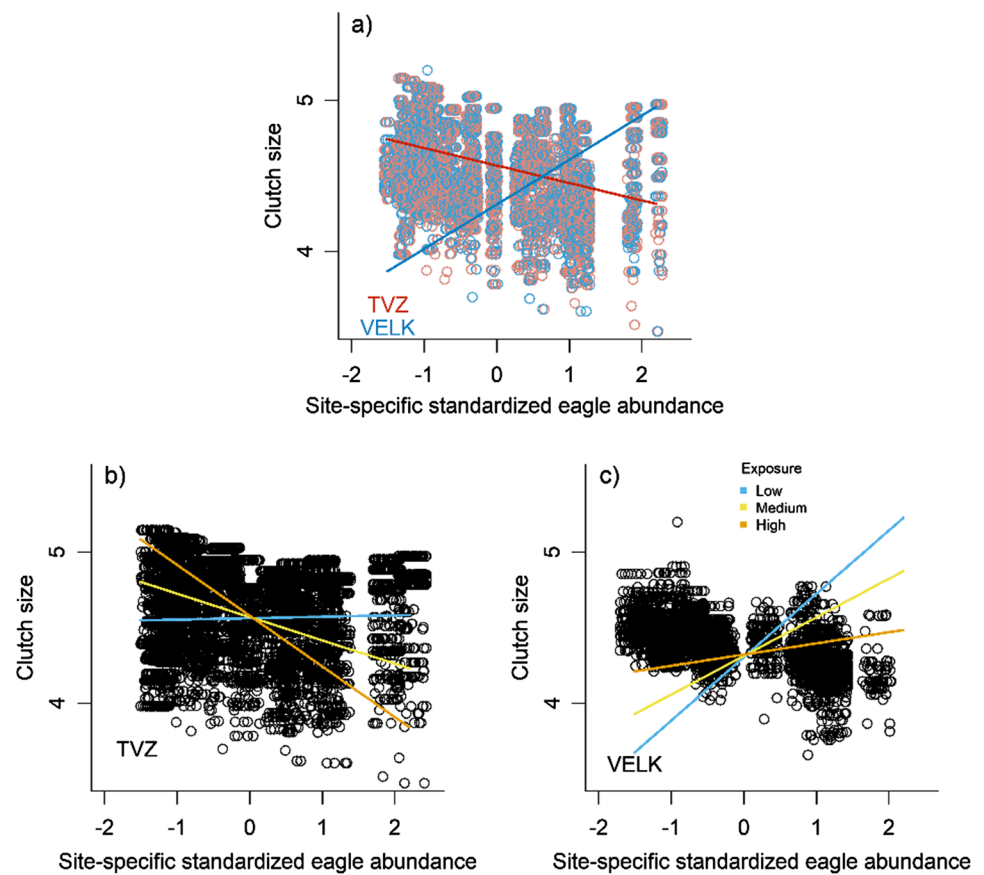 a)
5
4
Clutch size
TVZ
VELK
-2 -1 0 1 2
Site-specific standardized eagle abundance
b)
5
4
Clutch size
TVZ
-2 -1 0 1 2
Site-specific standardized eagle abundance
c)
Exposure
Low
Medium
High
5
4
Clutch size
VELK
-2 -1 0 1 2
Site-specific standardized eagle abundance